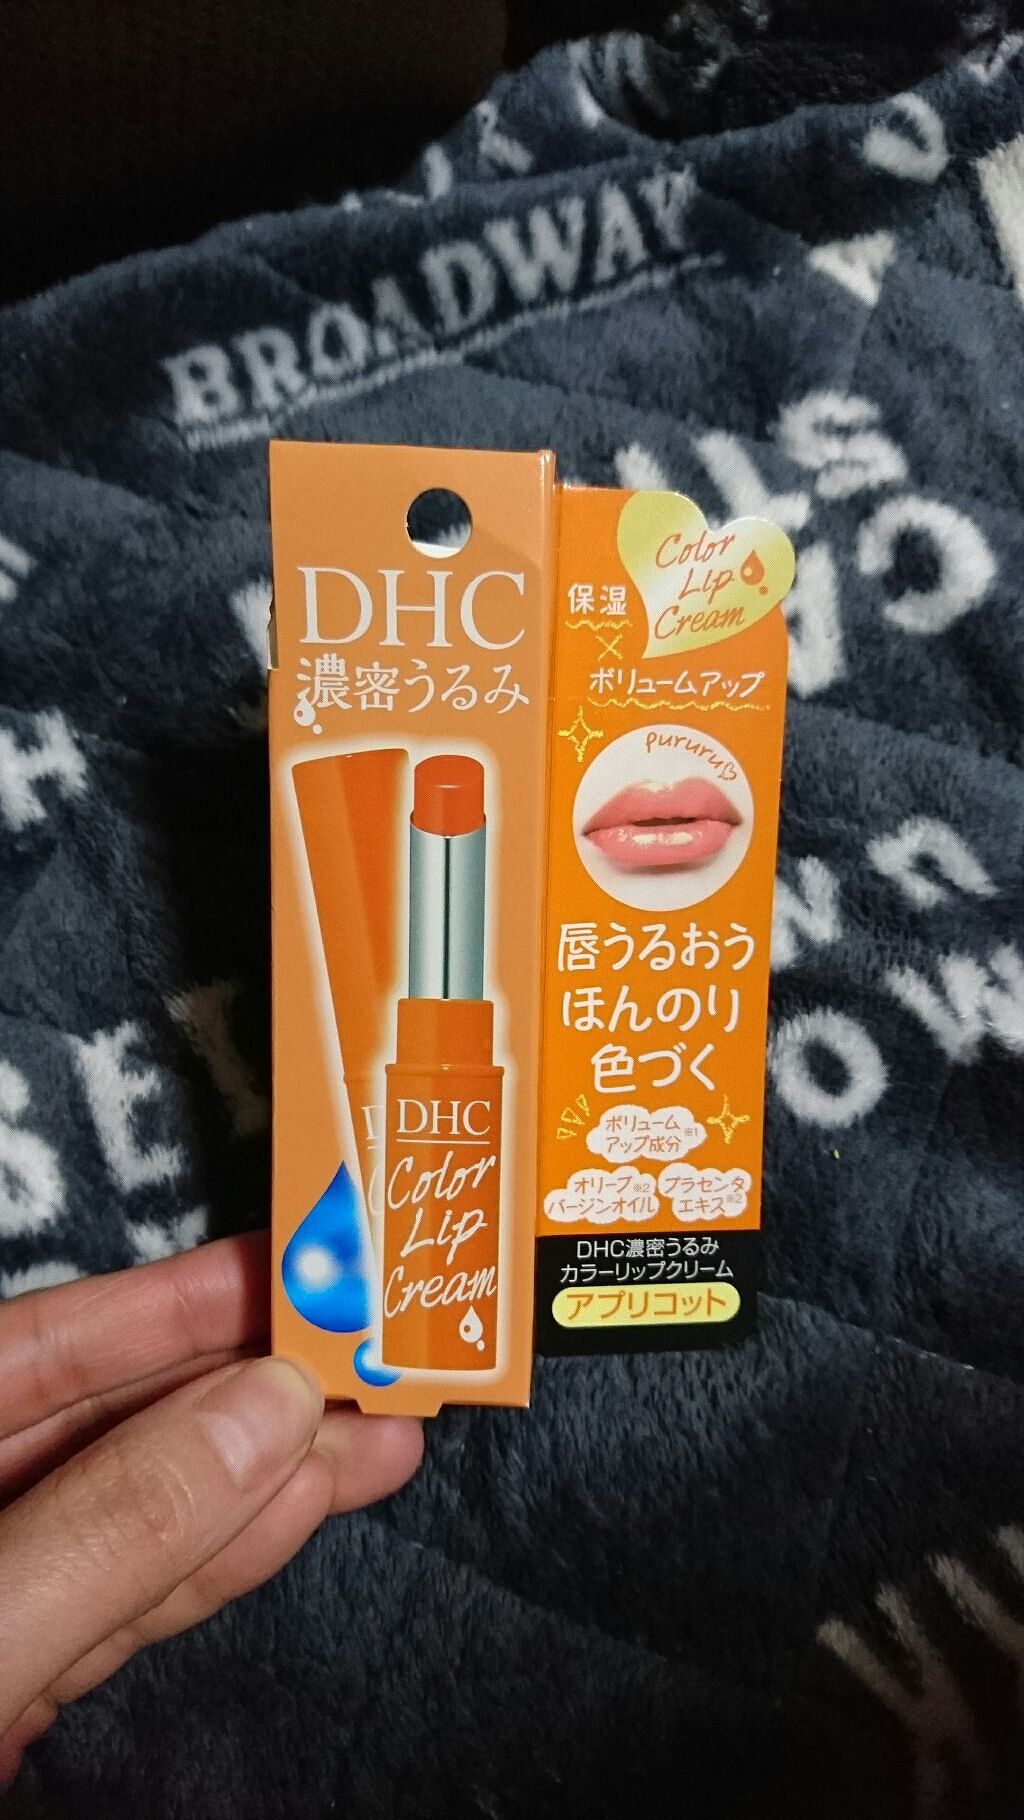 BROADWAY
DHC
濃密うるみ
DHC
Color
Lip
Cream
Color
Lip
Cream
保湿
×
ボリュームアップ
pururu
唇うるおう
ほんのり
色づく
ボリューム
アップ成分※1
オリーブ※2
バージンオイル
プラセンタ
エキス※2
DHC濃密うるみ
カラーリップクリーム
アプリコット